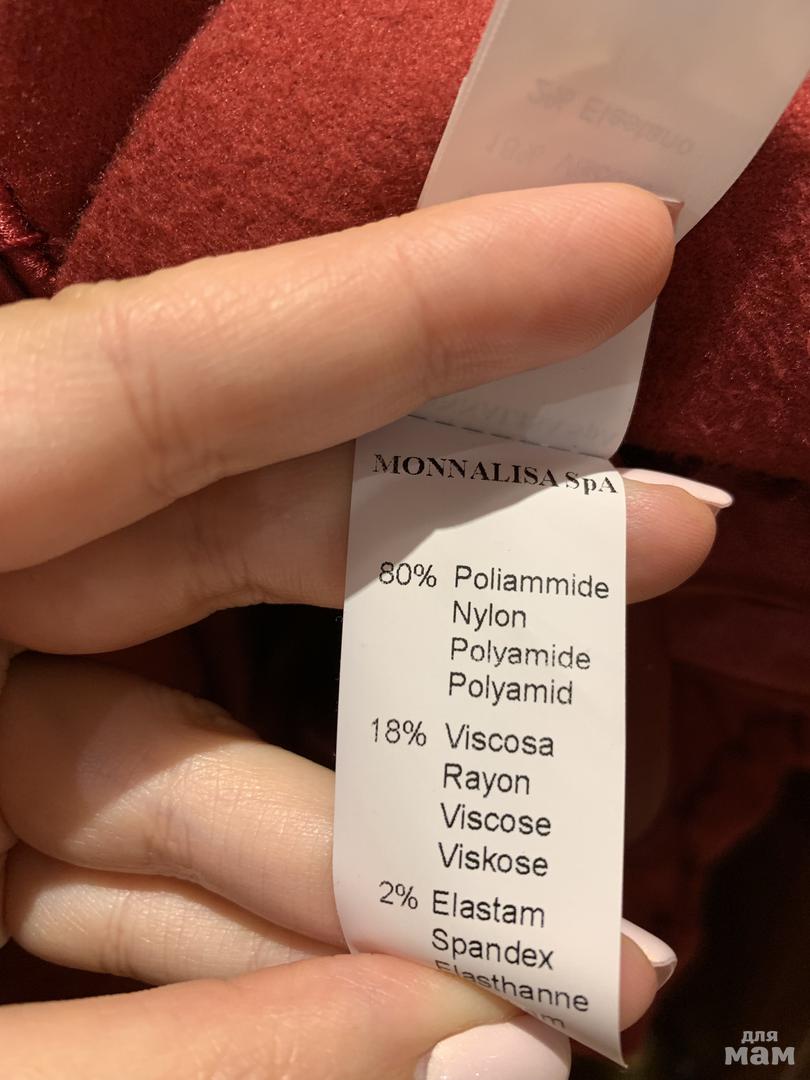 MONNALISA SpA
80% Poliammide
Nylon
Polyamide
Polyamid
18% Viscosa
Rayon
Viscose
Viskose
2% Elastam
Spandex
Elasthanne
для
мам